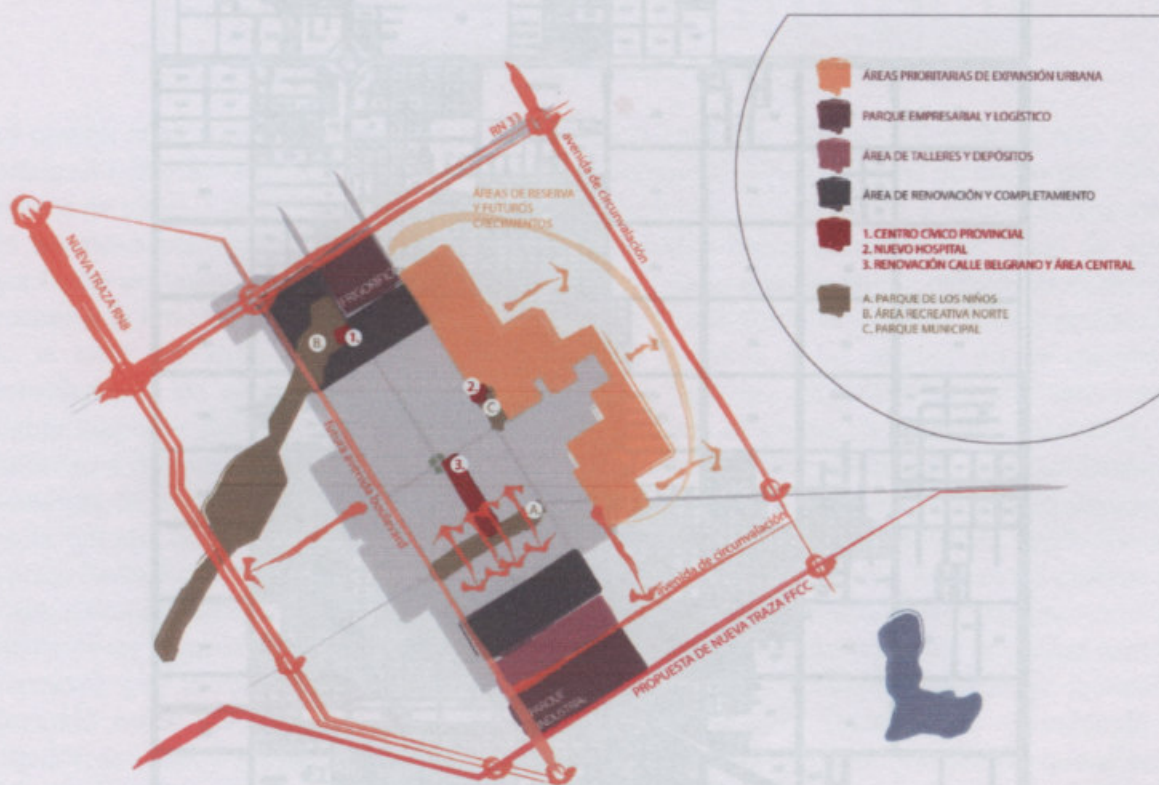 ÁREAS PRIORITARIAS DE EXPANSIÓN URBANA
PARQUE EMPRESARIAL Y LOGÍSTICO
ÁREA DE TALLERES Y DEPÓSITOS
ÁREA DE RENOVACIÓN Y COMPLETAMIENTO
1. CENTRO CÍVICO PROVINCIAL
2. NUEVO HOSPITAL
3. RENOVACIÓN CALLE BELGRANO Y ÁREA CENTRAL
A. PARQUE DE LOS NIÑOS
B. ÁREA RECREATIVA NORTE
C. PARQUE MUNICIPAL
RN 33
avenida de circunvalación
ÁREAS DE RESERVA
Y FUTUROS
CRECIMIENTOS
NUEVA TRAZA RN8
FRIGORÍFICO
B.
1.
2.
C
futura avenida boulevard
3.
A.
avenida de circunvalación
PROPUESTA DE NUEVA TRAZA FFCC
PARQUE
INDUSTRIAL